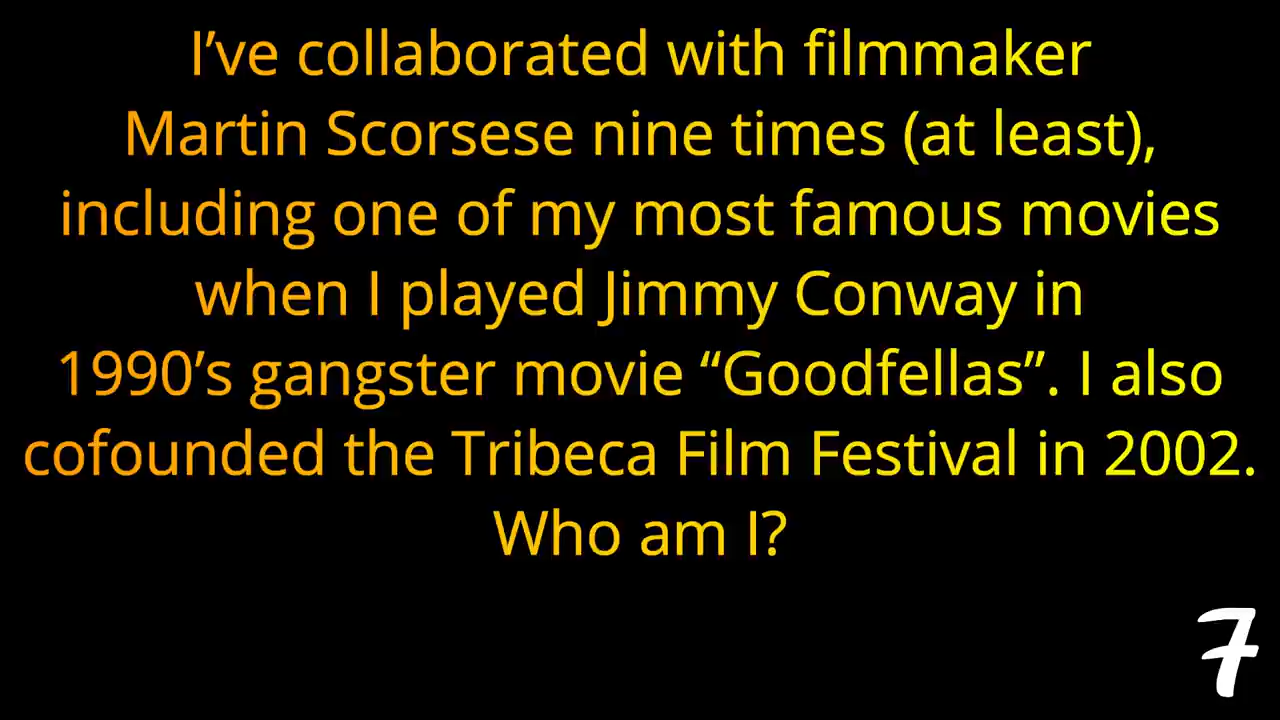 I’ve collaborated with filmmaker
Martin Scorsese nine times (at least),
including one of my most famous movies
when I played Jimmy Conway in
1990’s gangster movie “Goodfellas”. I also
cofounded the Tribeca Film Festival in 2002.
Who am I?
7